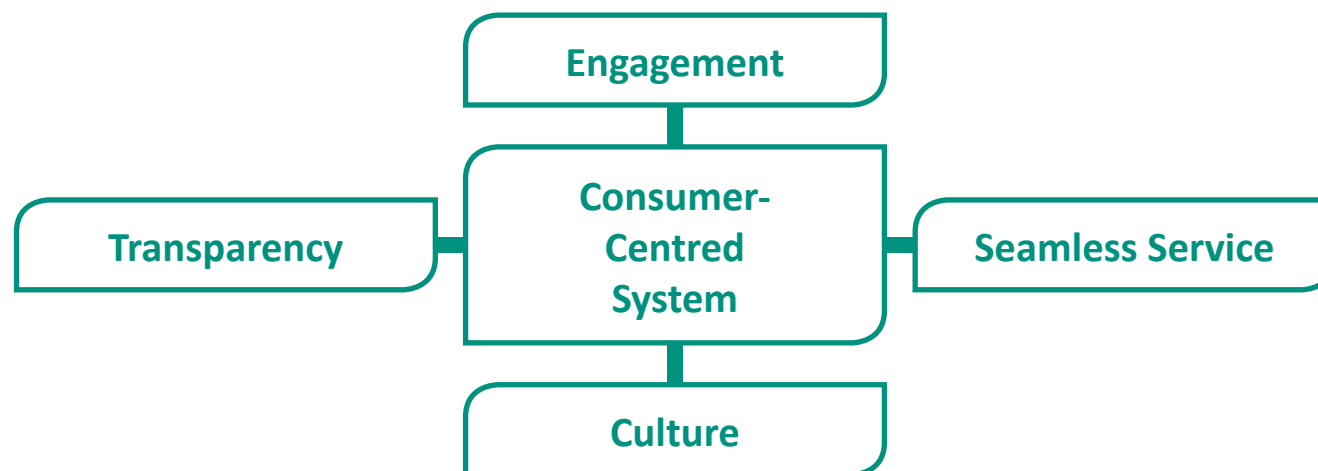 Engagement
Transparency
Consumer-
Centred
System
Seamless Service
Culture